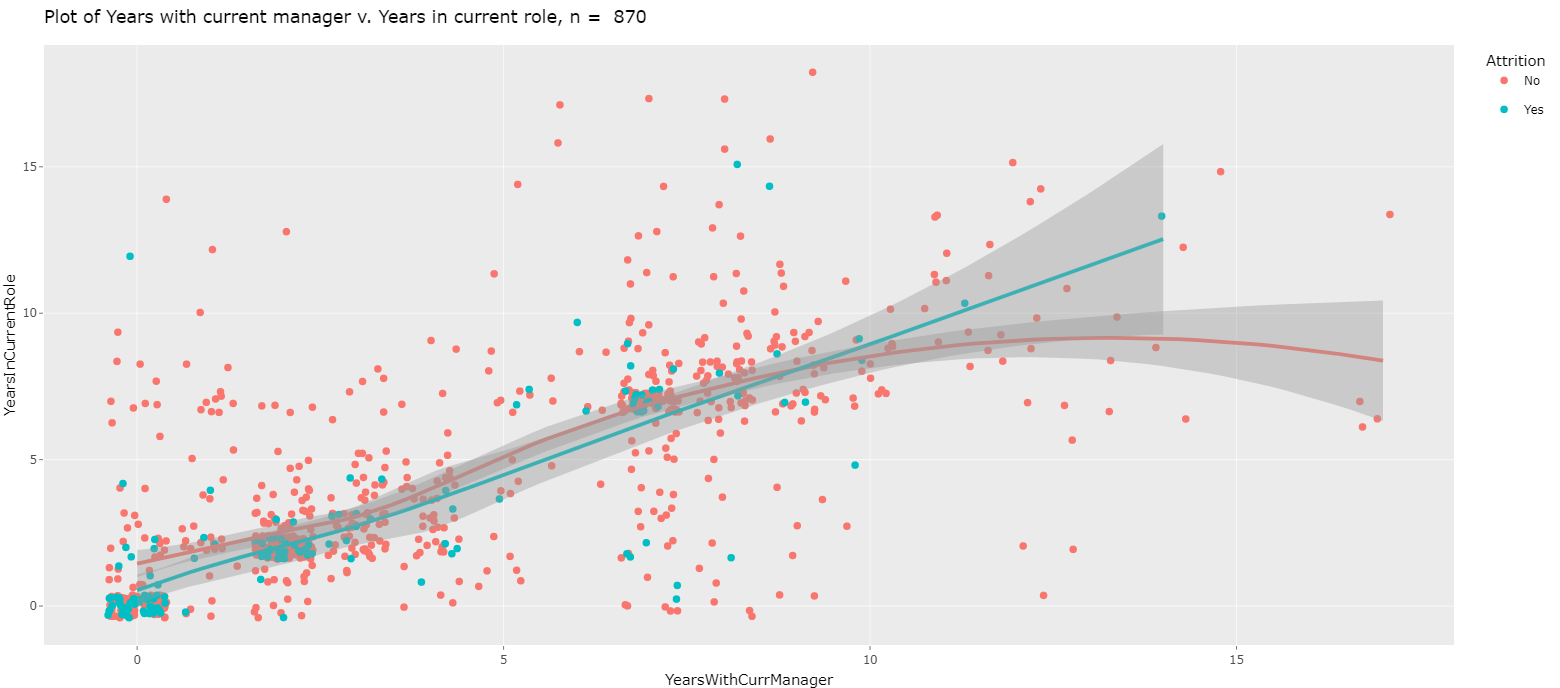 Plot of Years with current manager v. Years in current role, n =  870
Attrition
No
Yes
15
10
5
0
YearsInCurrentRole
0
5
10
15
YearsWithCurrManager